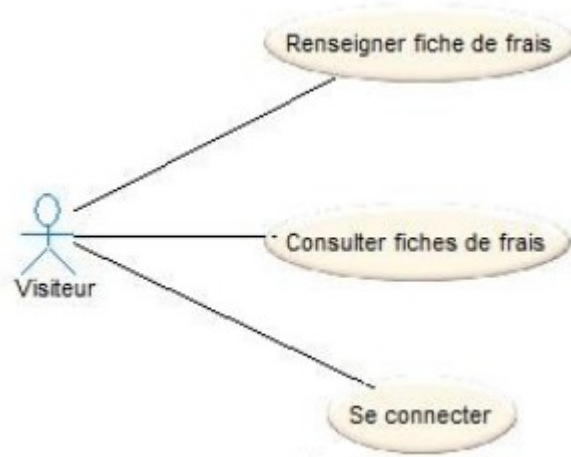 Renseigner fiche de frais
Consulter fiches de frais
Visiteur
Se connecter